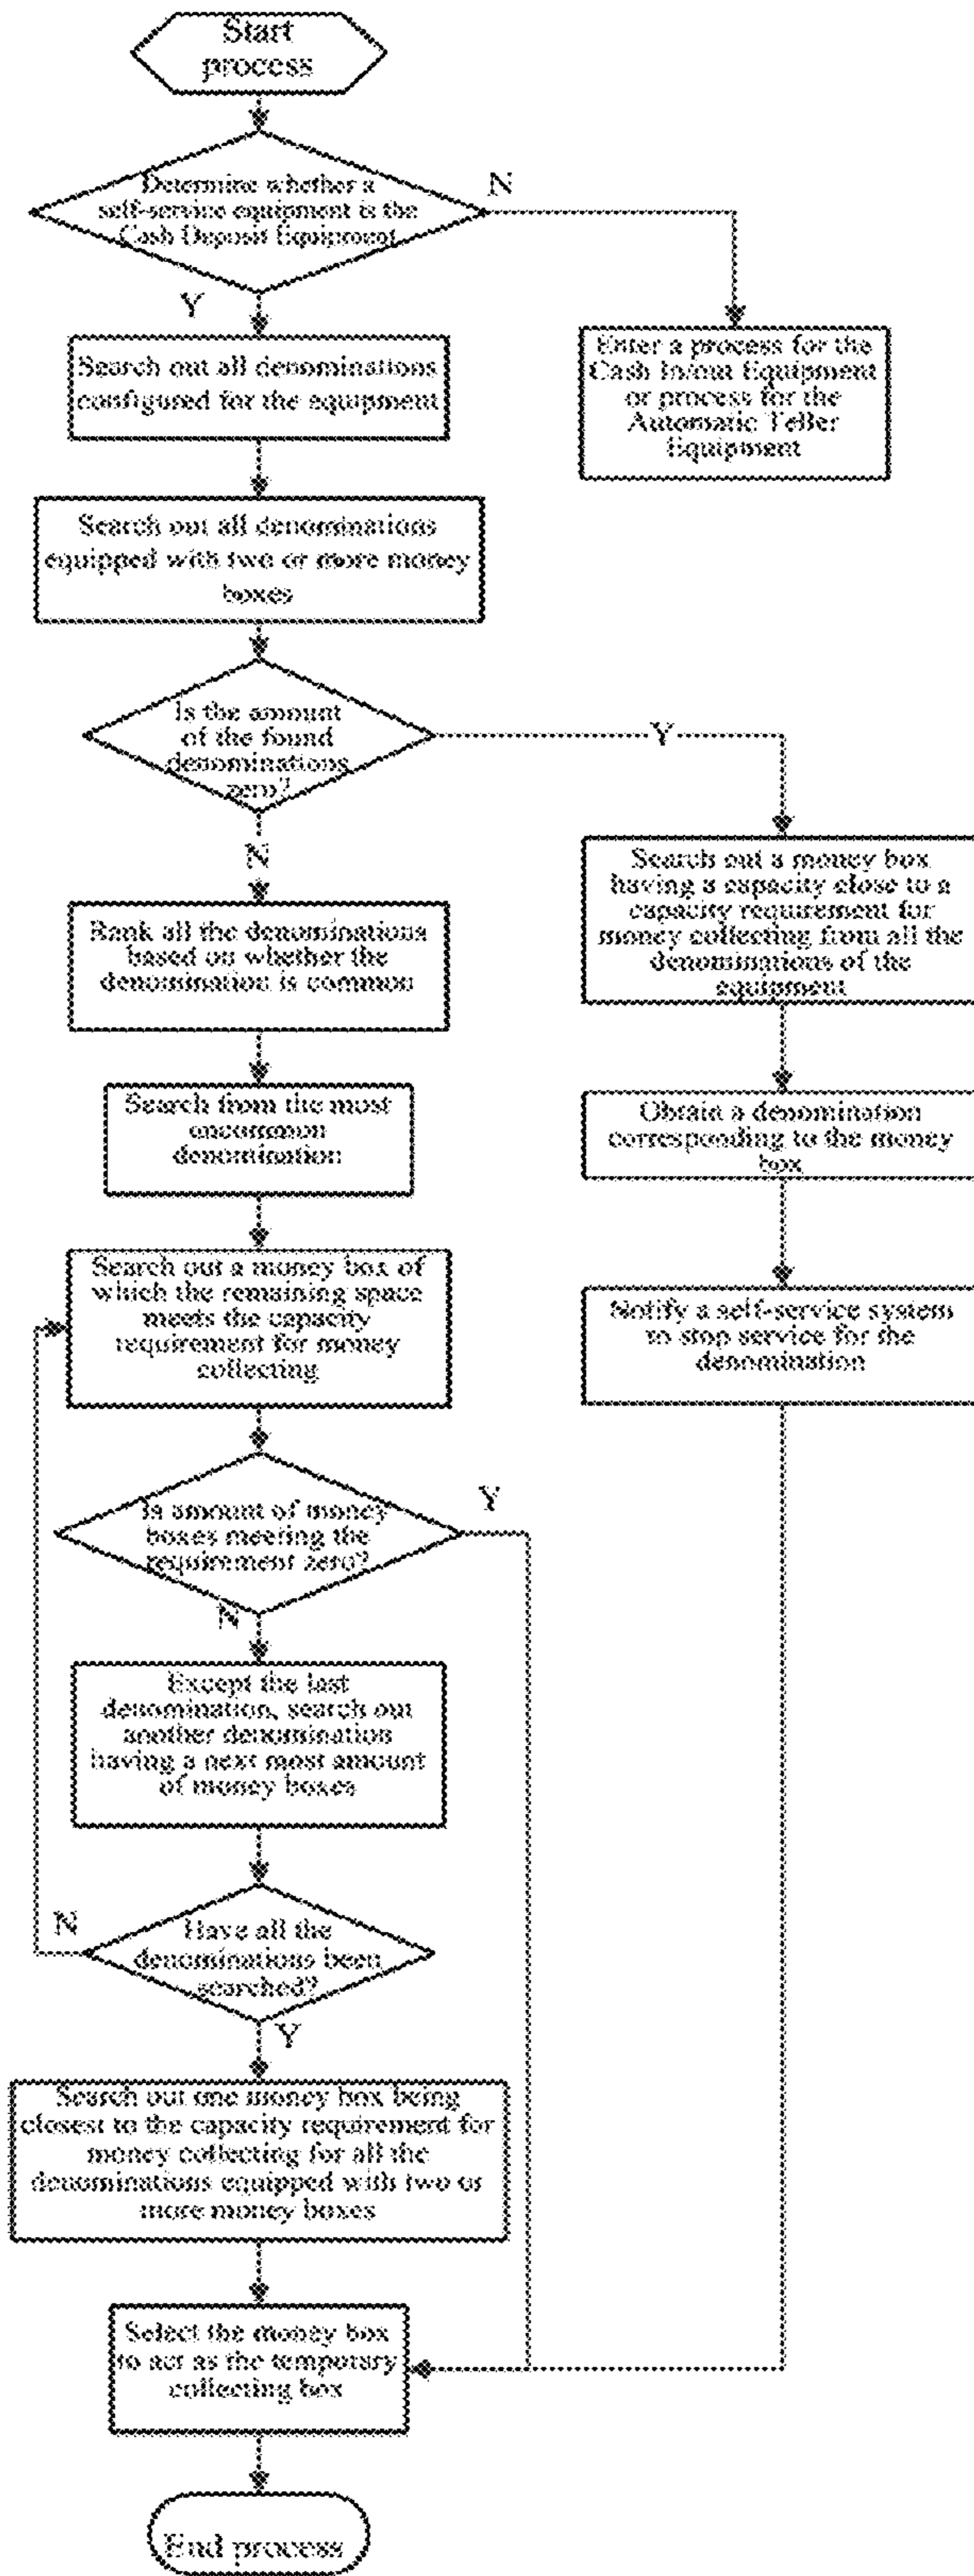 Start
process
Determine whether a
self-service equipment is the
Cash Deposit Equipment
N
Y
Search out all denominations
configured for the equipment
Enter a process for the
Cash In/out Equipment
or process for the
Automatic Teller
Equipment
Search out all denominations
equipped with two or more money
boxes
Is the amount
of the found
denominations
zero?
Y
N
Rank all the denominations
based on whether the
denomination is common
Search out a money box
having a capacity close to a
capacity requirement for
money collecting from all the
denominations of the
equipment
Search from the most
uncommon
denomination
Obtain a denomination
corresponding to the money
box
Search out a money box of
which the remaining space
meets the capacity
requirement for money
collecting
Notify a self-service system
to stop service for the
denomination
Is amount of money
boxes meeting the
requirement zero?
Y
N
Except the last
denomination, search out
another denomination
having a next most amount
of money boxes
Have all the
denominations been
searched?
N
Y
Search out one money box being
closest to the capacity requirement for
money collecting for all the
denominations equipped with two or
more money boxes
Select the money box
to act as the temporary
collecting box
End process